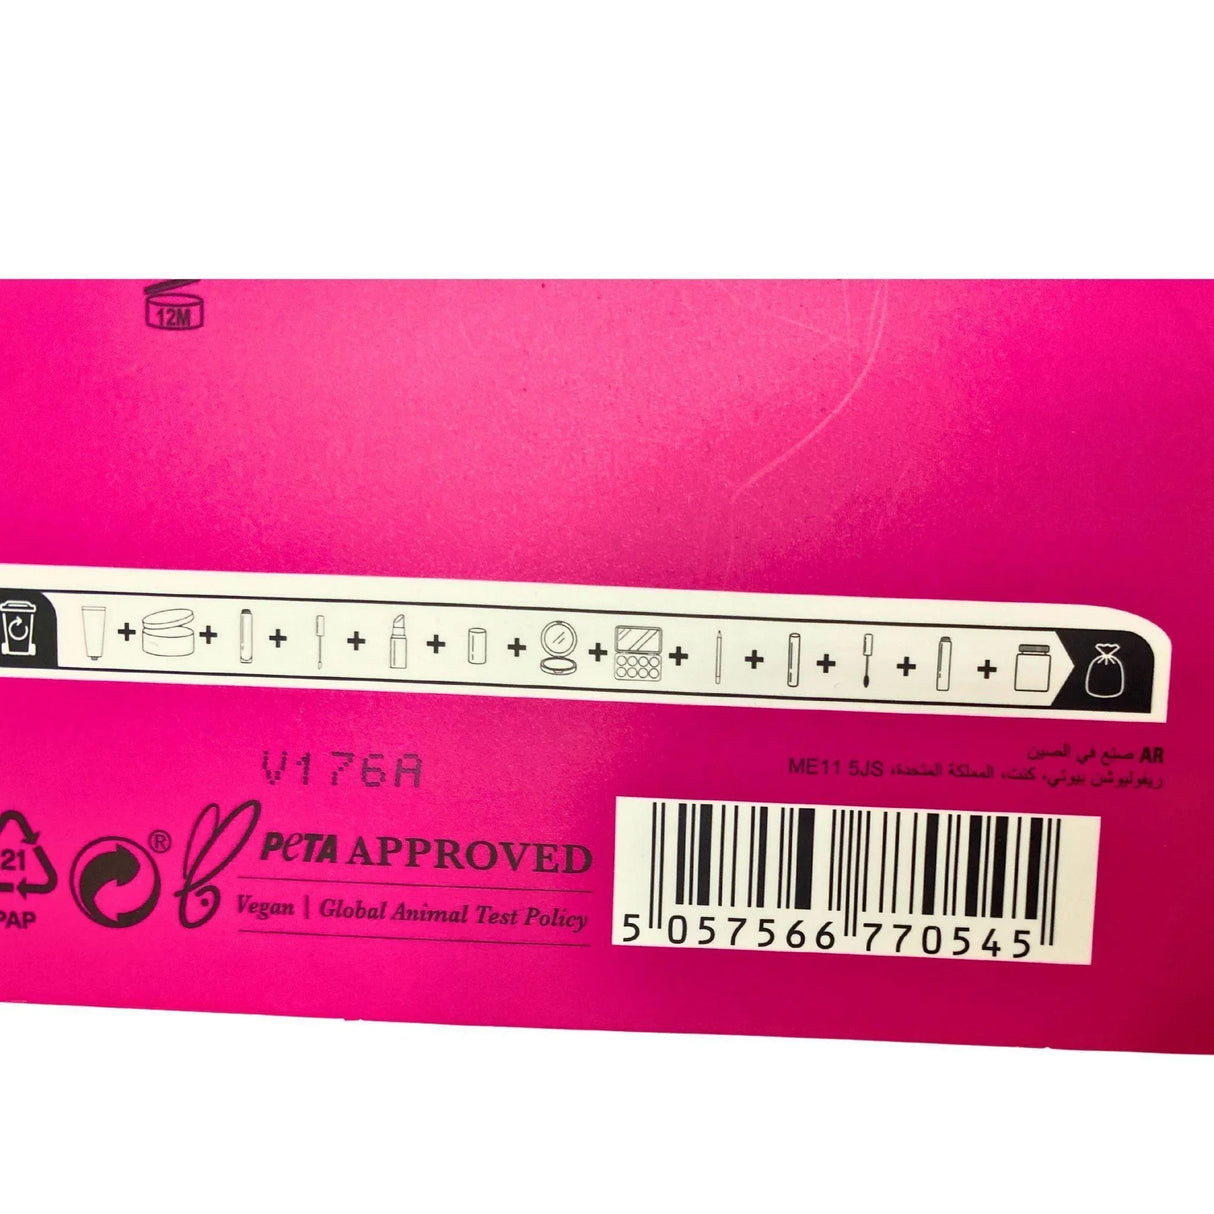 12M
AR صنع في الصين
ريفوليوشن بيوتي، كنت، المملكة المتحدة، ME11 5JS
V176A
21
PAP
®
PETA APPROVED
Vegan | Global Animal Test Policy
5 057566 770545